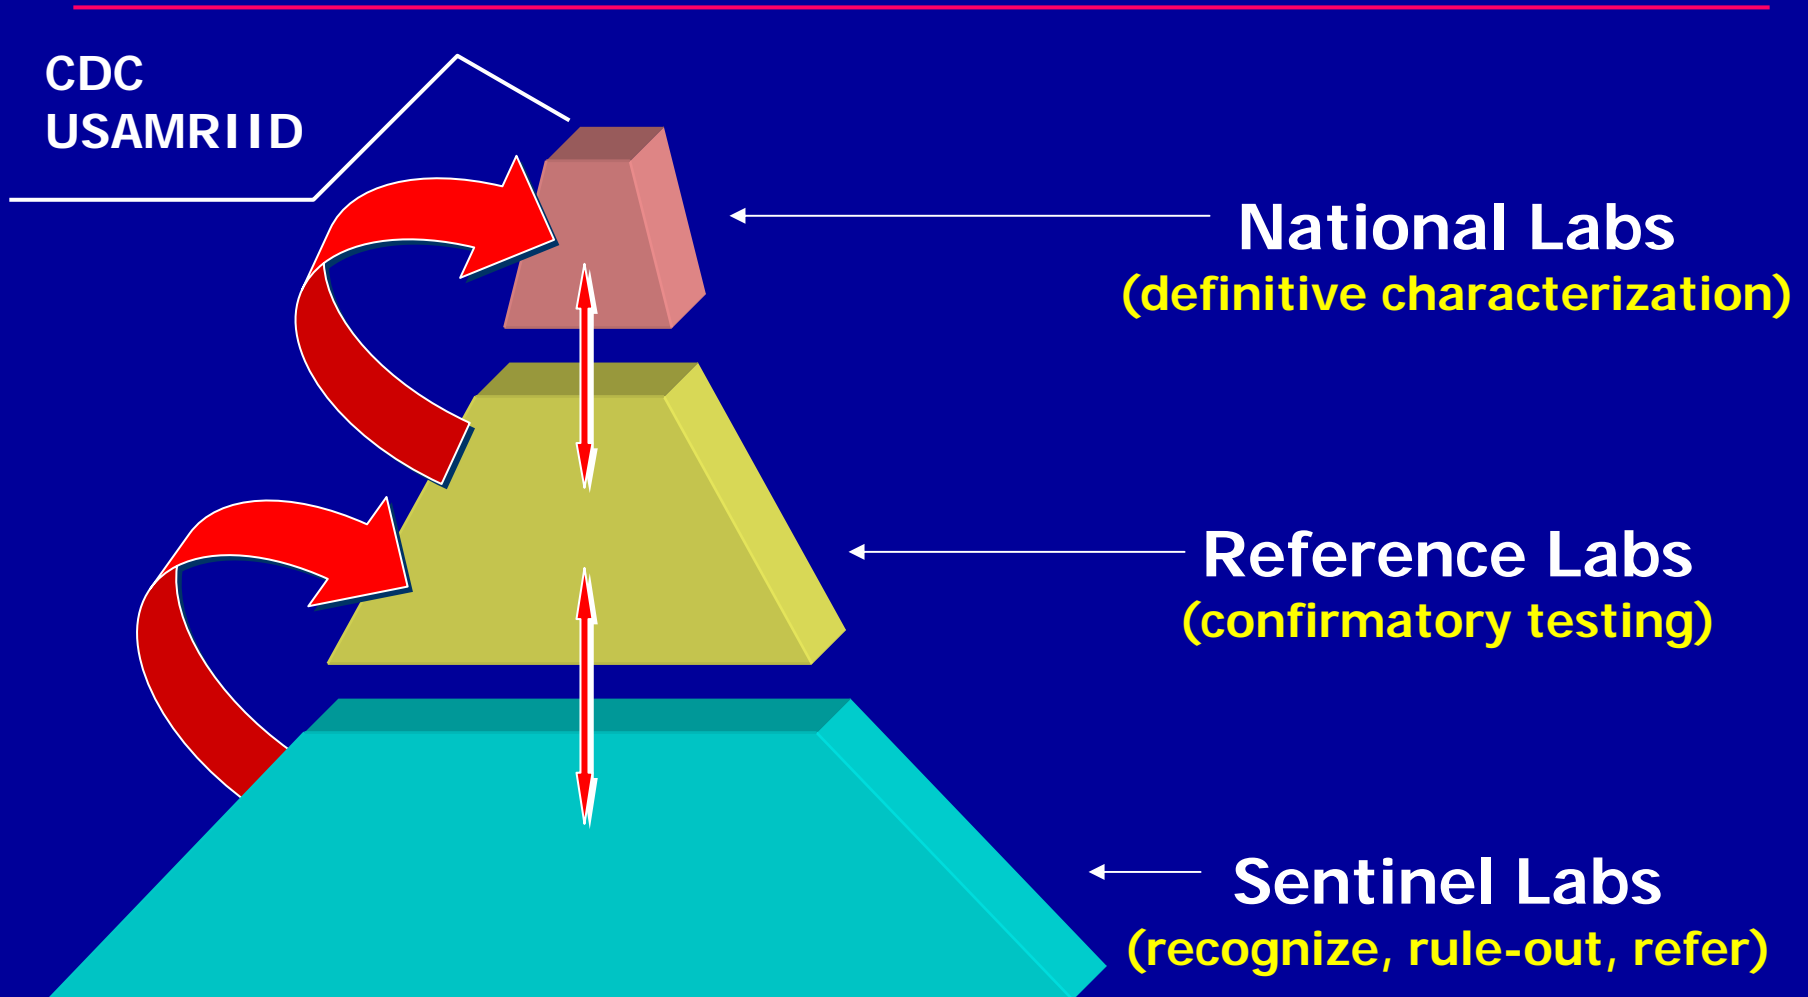 CDC
USAMRIID
National Labs
(definitive characterization)
Reference Labs
(confirmatory testing)
Sentinel Labs
(recognize, rule-out, refer)